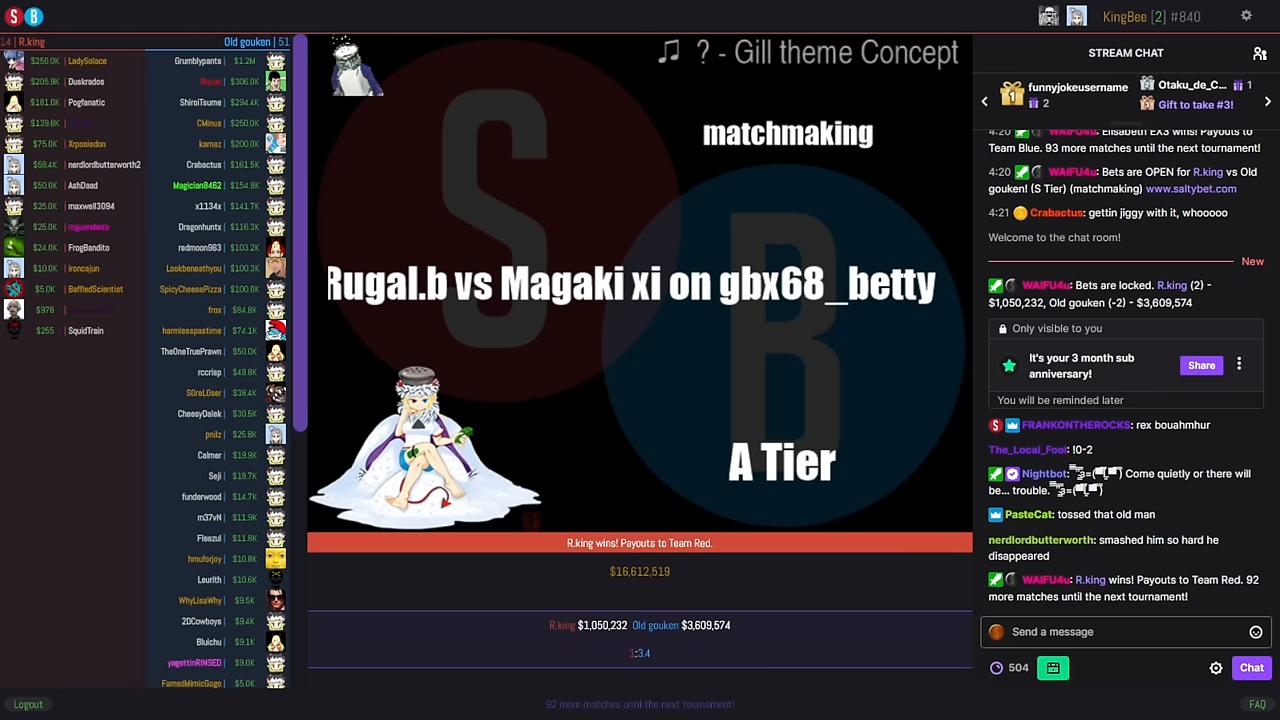 S B
KingBee [2] #840
14 | R.king
Old gouken | 51
$250.0K | LadySolace
$205.9K | Duskrados
$181.0K | Pogfanatic
$139.8K |
$75.0K | Xrposiedon
$58.4K | nerdlordbutterworth2
$50.0K | AshDaad
$25.0K | maxwell3094
$25.0K |
$24.0K | FrogBandito
$10.0K | ironcajun
$5.0K | BaffledScientist
$978 |
$255 | SquidTrain
Grumblypants | $1.2M
| $306.0K
ShiroiTsume | $294.4K
CMinus | $250.0K
karnaz | $200.0K
Crabactus | $161.5K
Magician8462 | $154.9K
x1134x | $141.7K
Dragonhuntx | $116.3K
redmoon963 | $103.2K
Lookbeneathyou | $100.3K
SpicyCheesePizza | $100.0K
frox | $84.8K
harmlesspastime | $74.1K
TheOneTruePrawn | $50.0K
rccrisp | $49.8K
S0reL0ser | $38.4K
CheesyDalek | $30.5K
pnilz | $25.8K
Calmer | $19.9K
Seji | $19.7K
funderwood | $14.7K
m37vN | $11.9K
Fleezul | $11.8K
hmuforjoy | $10.8K
Leurith | $10.6K
WhyLisaWhy | $9.5K
2DCowboys | $9.4K
Bluichu | $9.1K
yagettinRINSED | $9.0K
FamedMimicGogo | $5.0K
♫ ? - Gill theme Concept
S
B
matchmaking
Rugal.b vs Magaki xi on gbx68_betty
A Tier
R.king wins! Payouts to Team Red.
$16,612,519
R.king $1,050,232 Old gouken $3,609,574
1:3.4
STREAM CHAT
1
funnyjokeusername
2
Otaku_de_C... 1
Gift to take #3!
4:20 WAIFU4u: Elisabeth EX3 wins! Payouts to
Team Blue. 93 more matches until the next tournament!
4:20 WAIFU4u: Bets are OPEN for R.king vs Old
gouken! (S Tier) (matchmaking) www.saltybet.com
4:21 Crabactus: gettin jiggy with it, whooooo
Welcome to the chat room!
New
WAIFU4u: Bets are locked. R.king (2) -
$1,050,232, Old gouken (-2) - $3,609,574
Only visible to you
It's your 3 month sub
anniversary!
Share
You will be reminded later
FRANKONTHEROCKS: rex bouahmhur
The_Local_Fool: !0-2
Nightbot: Come quietly or there will
be... trouble.
PasteCat: tossed that old man
nerdlordbutterworth: smashed him so hard he
disappeared
WAIFU4u: R.king wins! Payouts to Team Red. 92
more matches until the next tournament!
Send a message
504
Chat
Logout
92 more matches until the next tournament!
FAQ